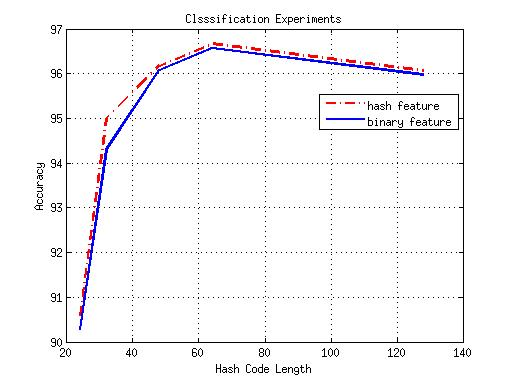 Clsssification Experiments
97
96
95
94
93
92
91
90
Accuracy
hash feature
binary feature
20 40 60 80 100 120 140
Hash Code Length